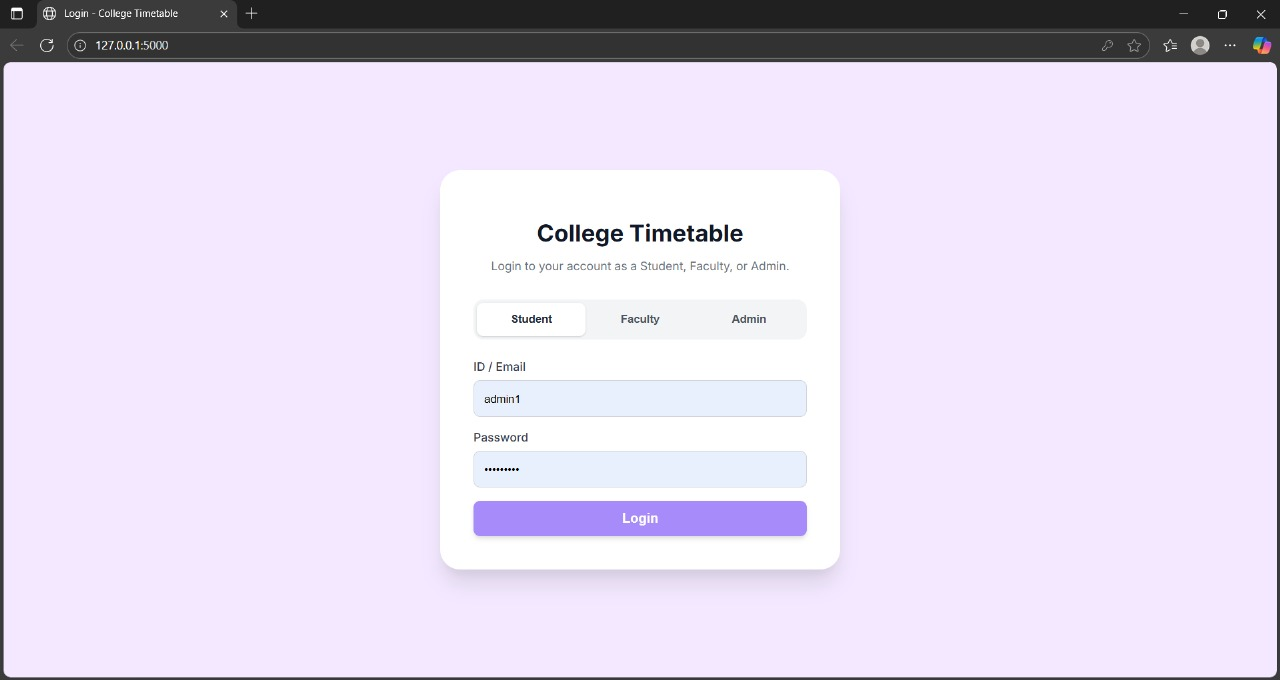 Login - College Timetable
127.0.0.1:5000
College Timetable
Login to your account as a Student, Faculty, or Admin.
Student Faculty Admin
ID / Email
admin1
Password
•••••••••
Login